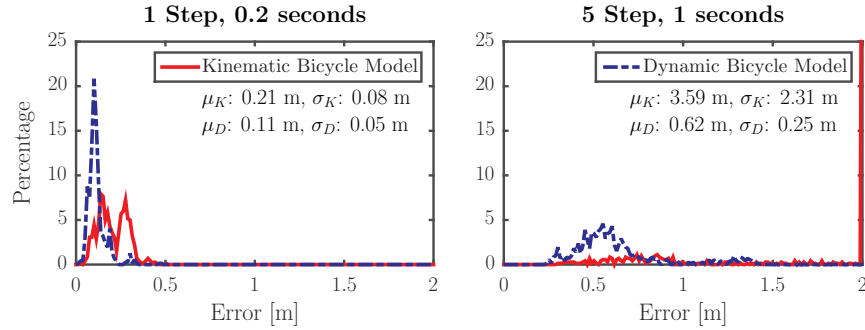 1 Step, 0.2 seconds
25
20
15
10
5
0
Percentage
Kinematic Bicycle Model
μK: 0.21 m, σK: 0.08 m
μD: 0.11 m, σD: 0.05 m
0 0.5 1 1.5 2
Error [m]
5 Step, 1 seconds
25
20
15
10
5
0
Dynamic Bicycle Model
μK: 3.59 m, σK: 2.31 m
μD: 0.62 m, σD: 0.25 m
0 0.5 1 1.5 2
Error [m]